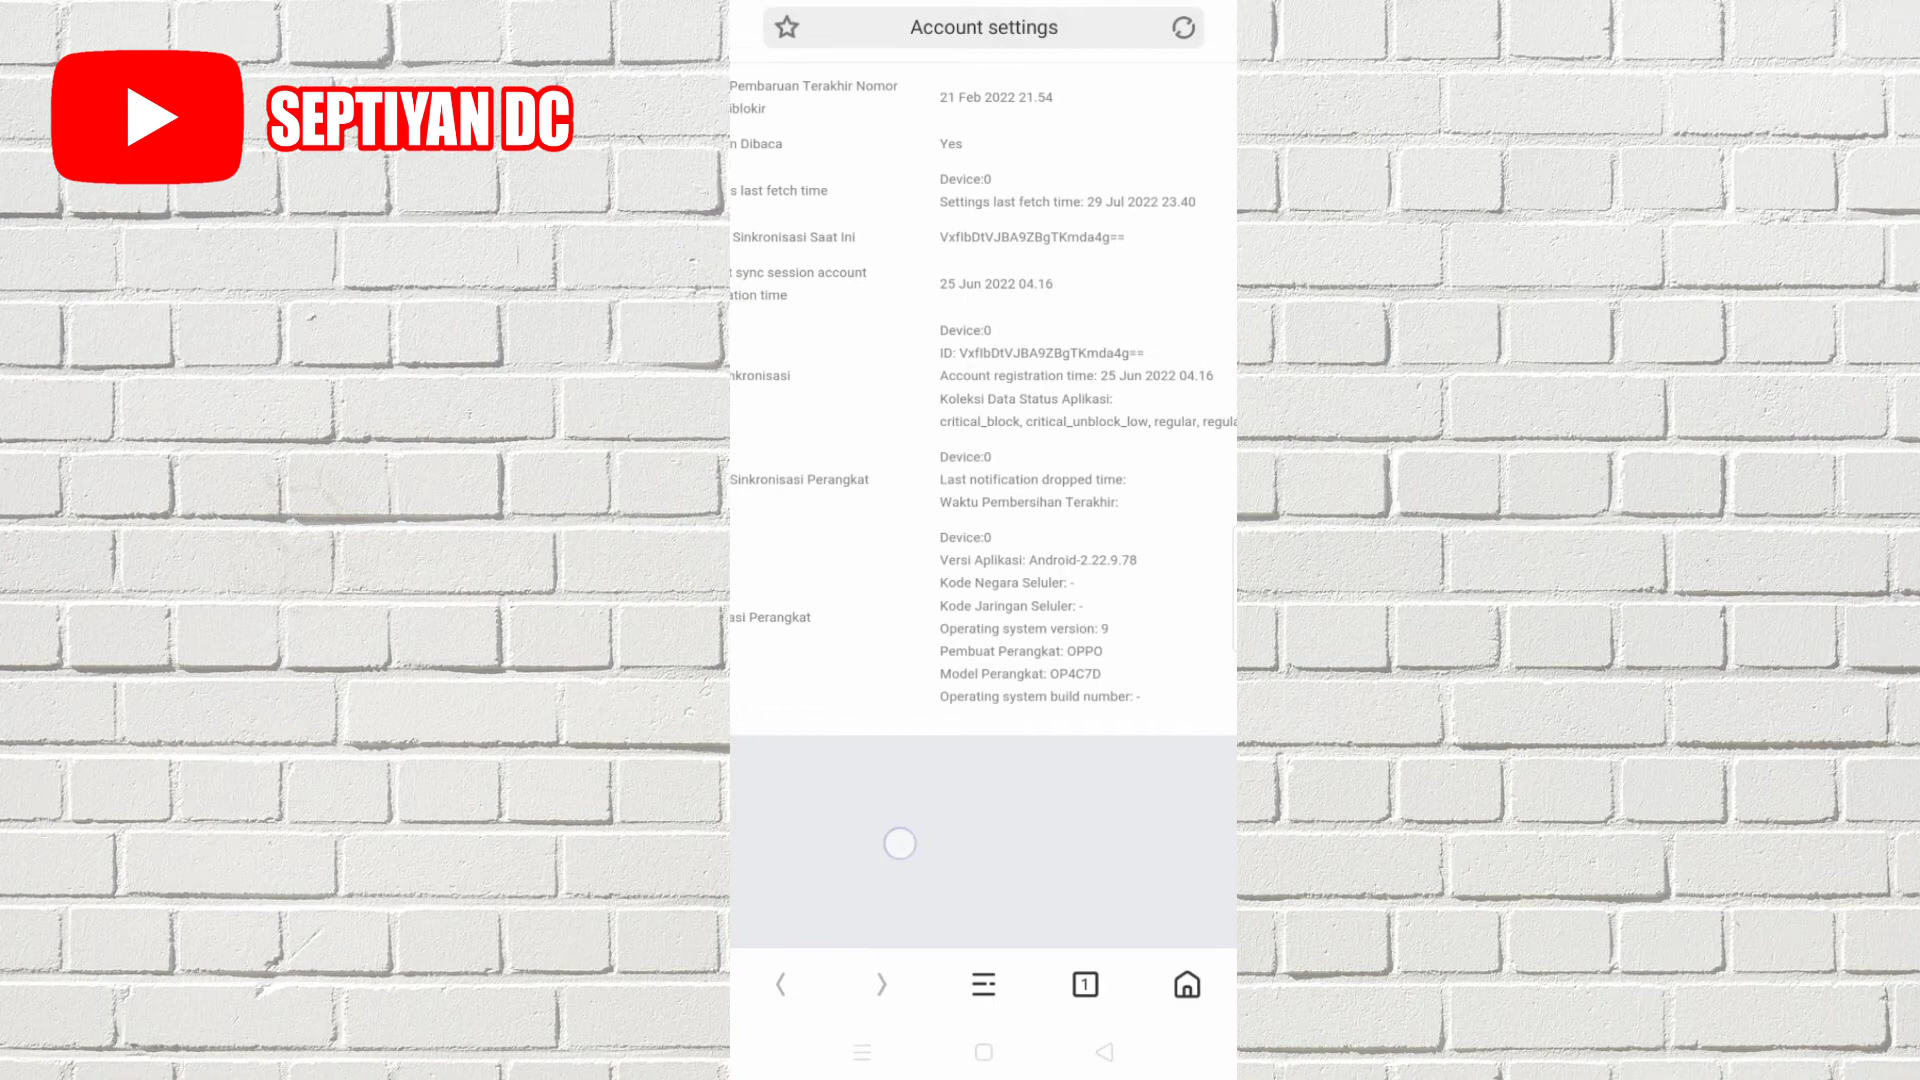 SEPTIYAN DC
Account settings
Pembaruan Terakhir Nomor
iblokir
21 Feb 2022 21.54
n Dibaca
Yes
s last fetch time
Device:0
Settings last fetch time: 29 Jul 2022 23.40
Sinkronisasi Saat Ini
VxfIbDtVJBA9ZBgTKmda4g==
t sync session account
ation time
25 Jun 2022 04.16
nkronisasi
Device:0
ID: VxfIbDtVJBA9ZBgTKmda4g==
Account registration time: 25 Jun 2022 04.16
Koleksi Data Status Aplikasi:
critical_block, critical_unblock_low, regular, regula
Sinkronisasi Perangkat
Device:0
Last notification dropped time:
Waktu Pembersihan Terakhir:
asi Perangkat
Device:0
Versi Aplikasi: Android-2.22.9.78
Kode Negara Seluler: -
Kode Jaringan Seluler: -
Operating system version: 9
Pembuat Perangkat: OPPO
Model Perangkat: OP4C7D
Operating system build number: -
1